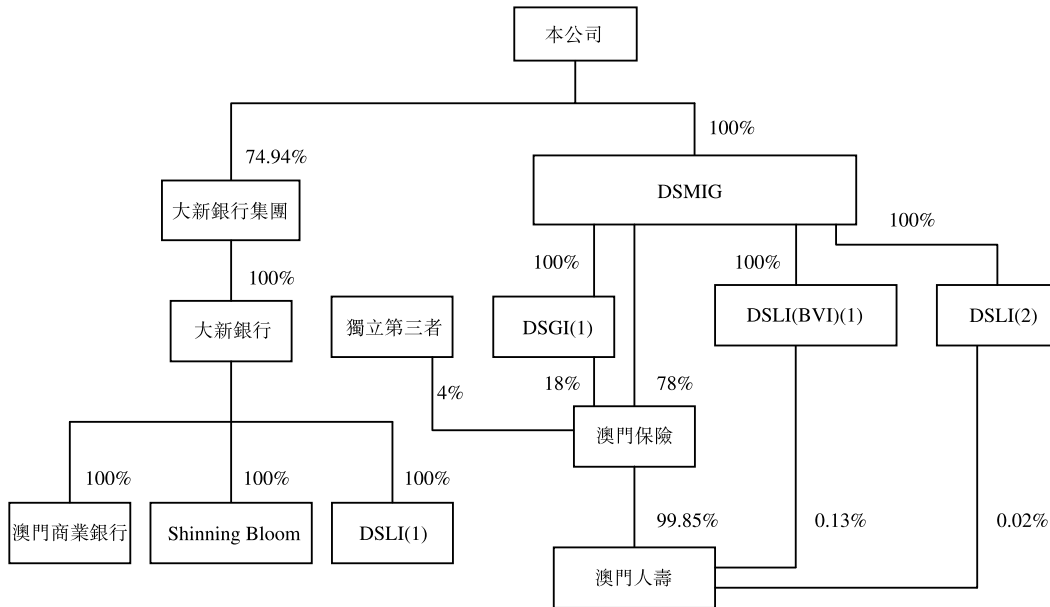 本公司
100%
74.94%
DSMIG
大新銀行集團
100%
100%
100%
100%
大新銀行
獨立第三者
DSGI(1)
DSLI(BVI)(1)
DSLI(2)
18%
78%
4%
澳門保險
100%
100%
100%
澳門商業銀行
Shinning Bloom
DSLI(1)
99.85%
0.13%
0.02%
澳門人壽